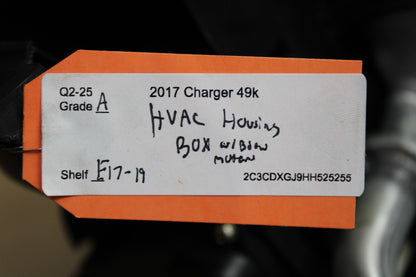 Q2-25 2017 Charger 49k
Grade A
HVAC Housing
BOX w/Blow
motor
Shelf E17-19 2C3CDXGJ9HH525255